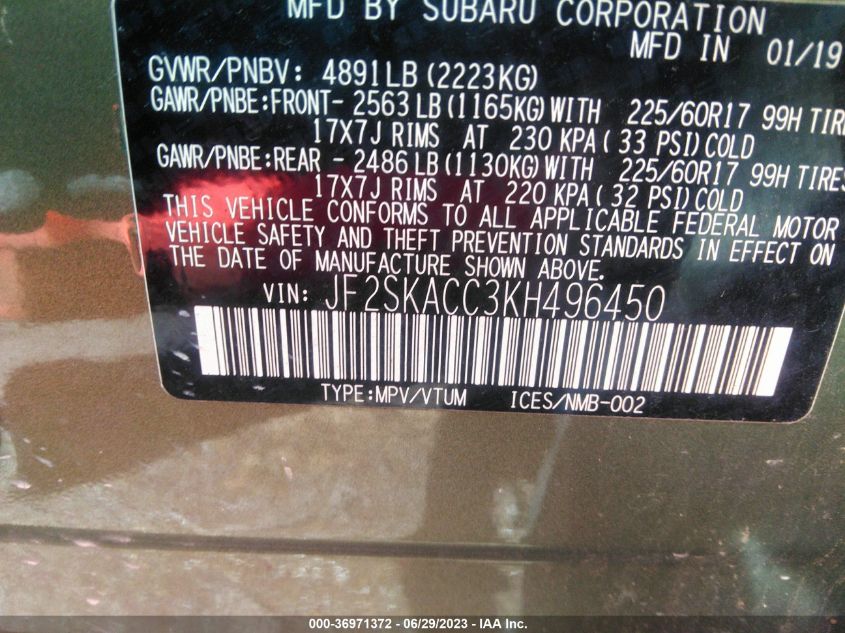 MFD BY SUBARU CORPORATION
MFD IN 01/19
GVWR/PNBV: 4891LB (2223KG)
GAWR/PNBE:FRONT- 2563 LB (1165KG) WITH 225/60R17 99H TIRE
17X7J RIMS AT 230 KPA ( 33 PSI) COLD
GAWR/PNBE:REAR - 2486 LB (1130KG) WITH 225/60R17 99H TIRES
17X7J RIMS AT 220 KPA ( 32 PSI) COLD
THIS VEHICLE CONFORMS TO ALL APPLICABLE FEDERAL MOTOR
VEHICLE SAFETY AND THEFT PREVENTION STANDARDS IN EFFECT ON
THE DATE OF MANUFACTURE SHOWN ABOVE.
VIN: JF2SKACC3KH496450
TYPE:MPV/VTUM ICES/NMB-002
000-36971372 - 06/29/2023 - IAA Inc.